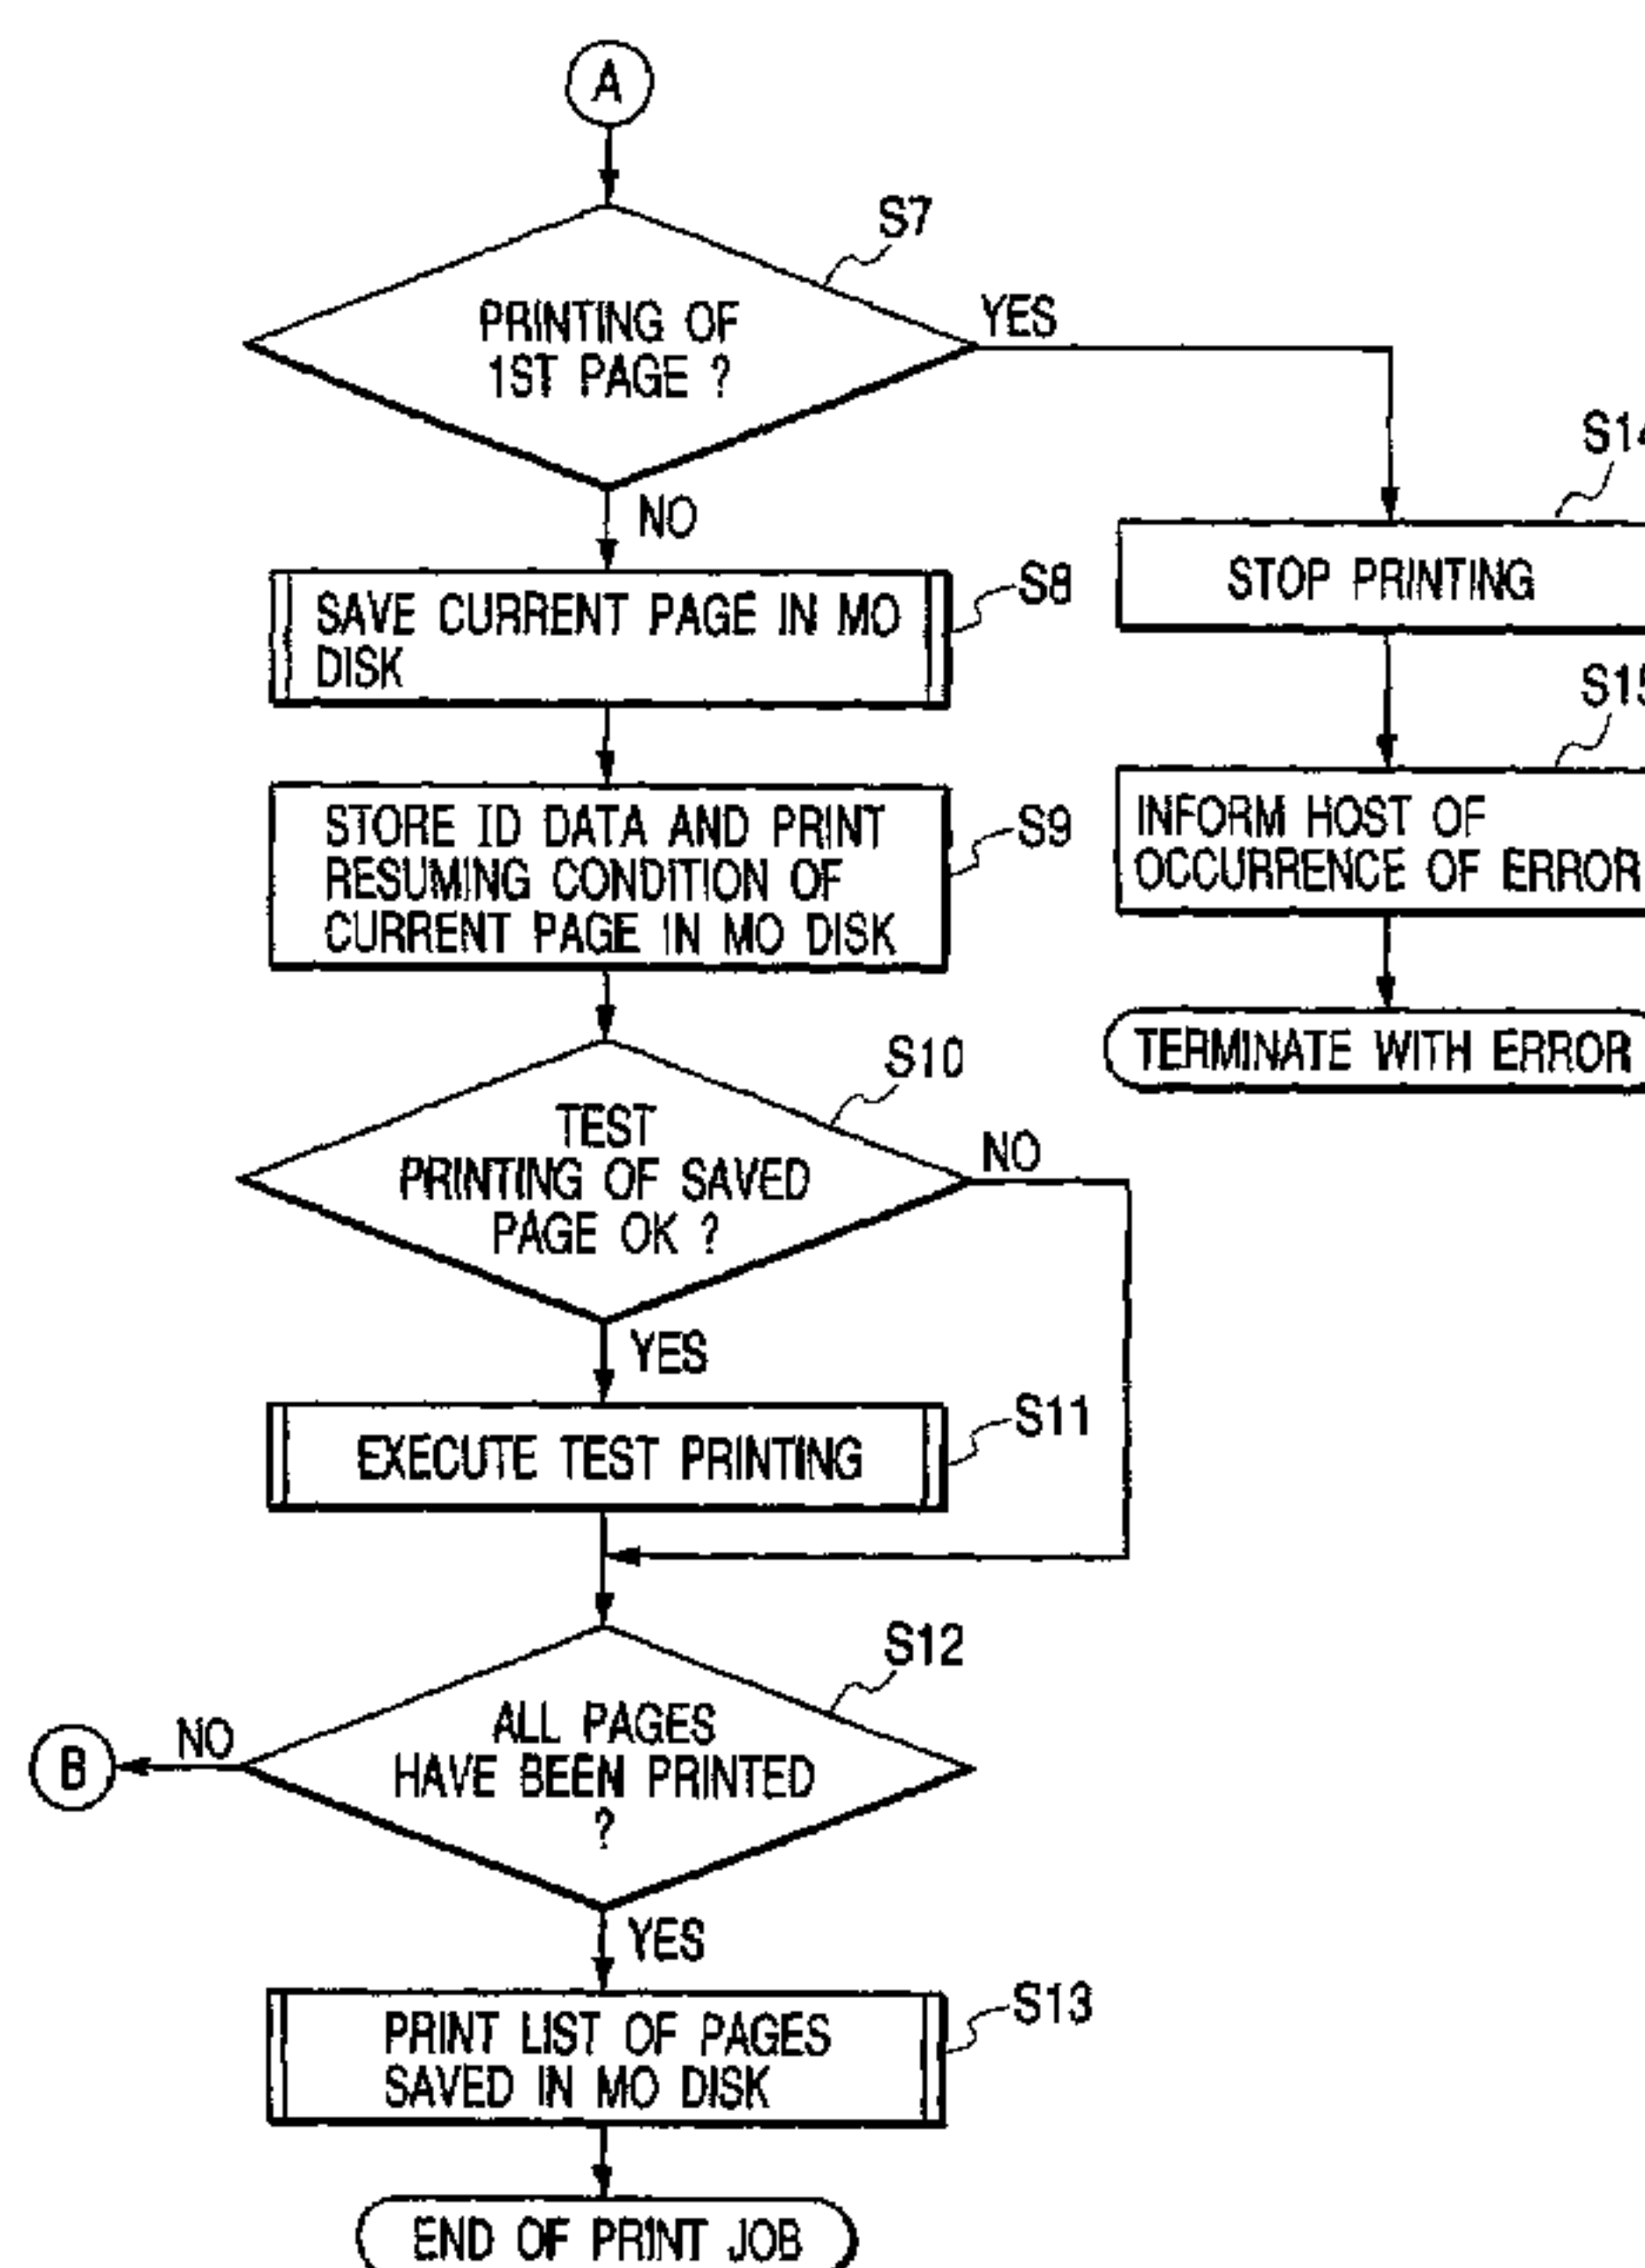 A
S7
PRINTING OF
1ST PAGE ?
YES
NO
S14
STOP PRINTING
S8
SAVE CURRENT PAGE IN MO
DISK
S15
INFORM HOST OF
OCCURRENCE OF ERROR
S9
STORE ID DATA AND PRINT
RESUMING CONDITION OF
CURRENT PAGE IN MO DISK
TERMINATE WITH ERROR
S10
TEST
PRINTING OF SAVED
PAGE OK ?
NO
YES
S11
EXECUTE TEST PRINTING
S12
ALL PAGES
HAVE BEEN PRINTED
?
NO
B
YES
S13
PRINT LIST OF PAGES
SAVED IN MO DISK
END OF PRINT JOB